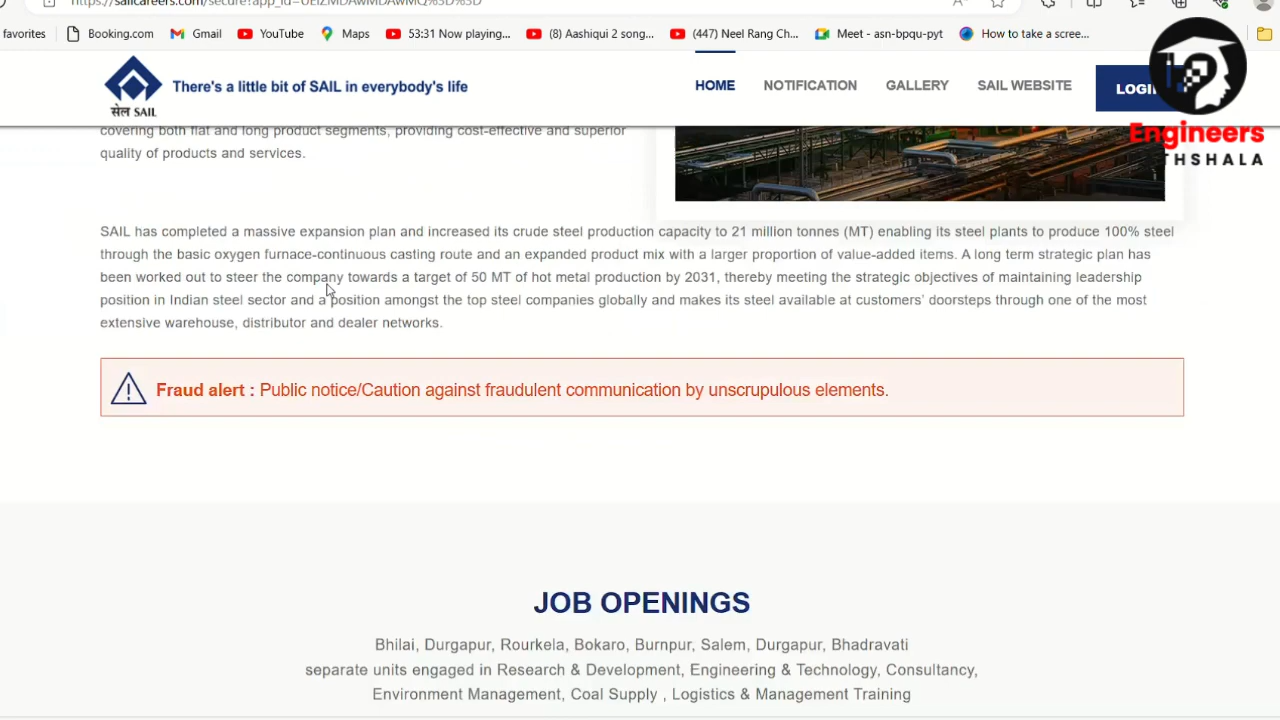 https://sailcareers.com/secure?app_id=
favorites
Booking.com
Gmail
YouTube
Maps
53:31 Now playing...
(8) Aashiqui 2 song...
(447) Neel Rang Ch...
Meet - asn-bpqu-pyt
How to take a scree...
सेल SAIL
There's a little bit of SAIL in everybody's life
HOME
NOTIFICATION
GALLERY
SAIL WEBSITE
LOGI
Engineers
THSHALA
covering both flat and long product segments, providing cost-effective and superior
quality of products and services.
SAIL has completed a massive expansion plan and increased its crude steel production capacity to 21 million tonnes (MT) enabling its steel plants to produce 100% steel
through the basic oxygen furnace-continuous casting route and an expanded product mix with a larger proportion of value-added items. A long term strategic plan has
been worked out to steer the company towards a target of 50 MT of hot metal production by 2031, thereby meeting the strategic objectives of maintaining leadership
position in Indian steel sector and a position amongst the top steel companies globally and makes its steel available at customers' doorsteps through one of the most
extensive warehouse, distributor and dealer networks.
Fraud alert : Public notice/Caution against fraudulent communication by unscrupulous elements.
JOB OPENINGS
Bhilai, Durgapur, Rourkela, Bokaro, Burnpur, Salem, Durgapur, Bhadravati
separate units engaged in Research & Development, Engineering & Technology, Consultancy,
Environment Management, Coal Supply , Logistics & Management Training